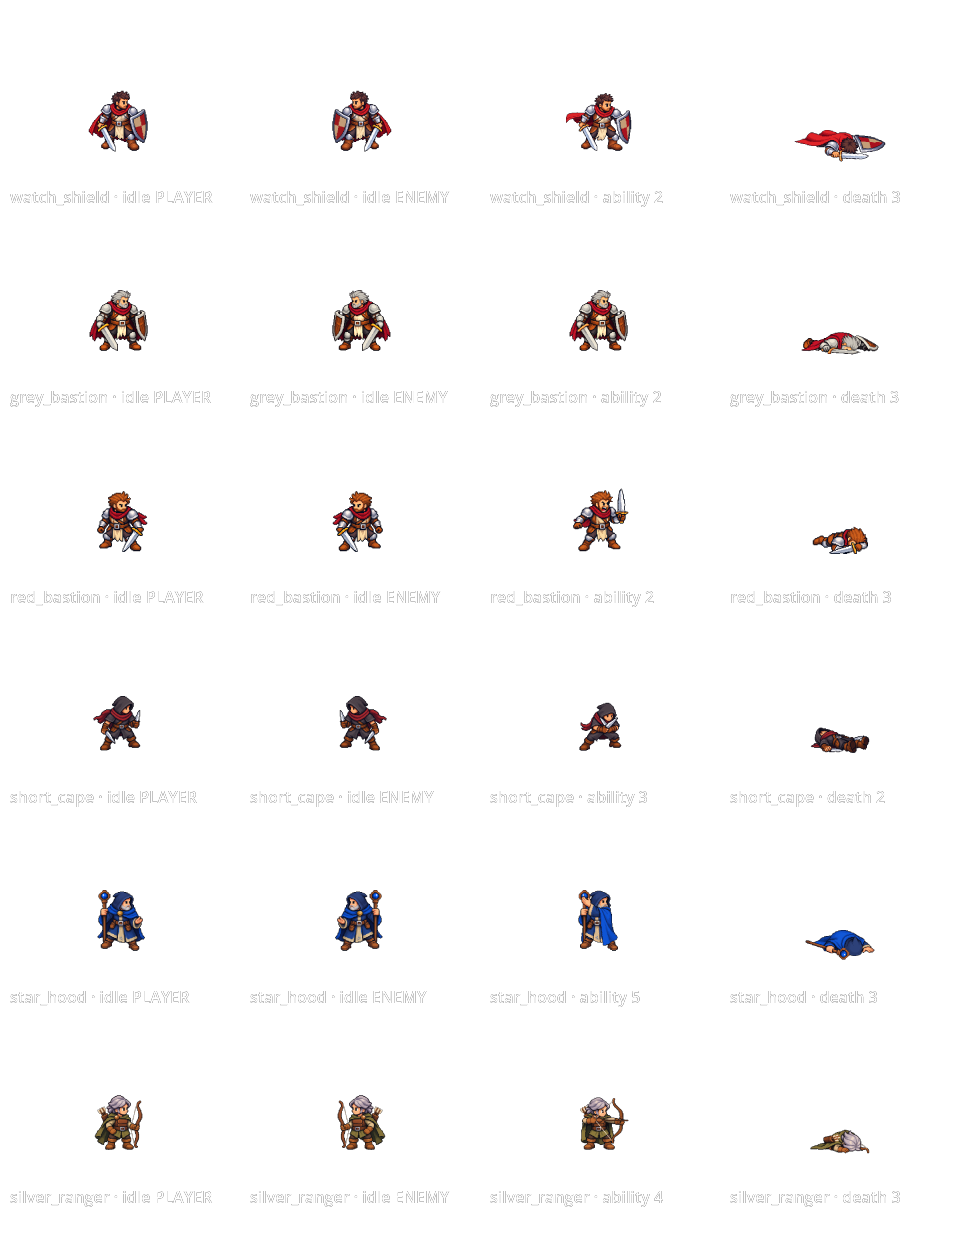 watch_shield · idle PLAYER
watch_shield · idle ENEMY
watch_shield · ability 2
watch_shield · death 3
grey_bastion · idle PLAYER
grey_bastion · idle ENEMY
grey_bastion · ability 2
grey_bastion · death 3
red_bastion · idle PLAYER
red_bastion · idle ENEMY
red_bastion · ability 2
red_bastion · death 3
short_cape · idle PLAYER
short_cape · idle ENEMY
short_cape · ability 3
short_cape · death 2
star_hood · idle PLAYER
star_hood · idle ENEMY
star_hood · ability 5
star_hood · death 3
silver_ranger · idle PLAYER
silver_ranger · idle ENEMY
silver_ranger · ability 4
silver_ranger · death 3